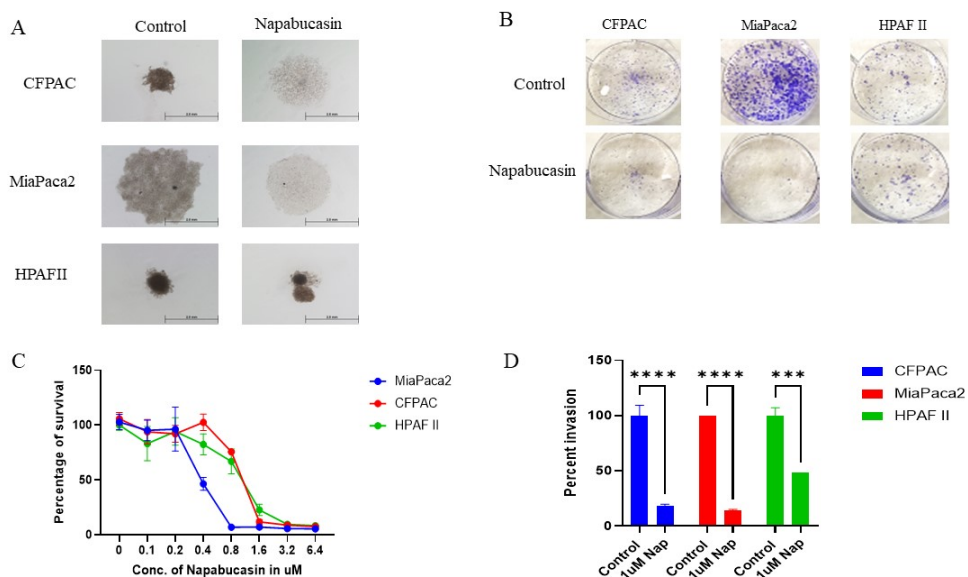 A
Control
Napabucasin
CFPAC
MiaPaca2
HPAFII
B
CFPAC
MiaPaca2
HPAF II
Control
Napabucasin
C
Percentage of survival
150
100
50
0
0
0.1
0.2
0.4
0.8
1.6
3.2
6.4
Conc. of Napabucasin in uM
MiaPaca2
CFPAC
HPAF II
D
Percent invasion
150
100
50
0
****
****
***
Control
1uM Nap
Control
1uM Nap
Control
1uM Nap
CFPAC
MiaPaca2
HPAF II